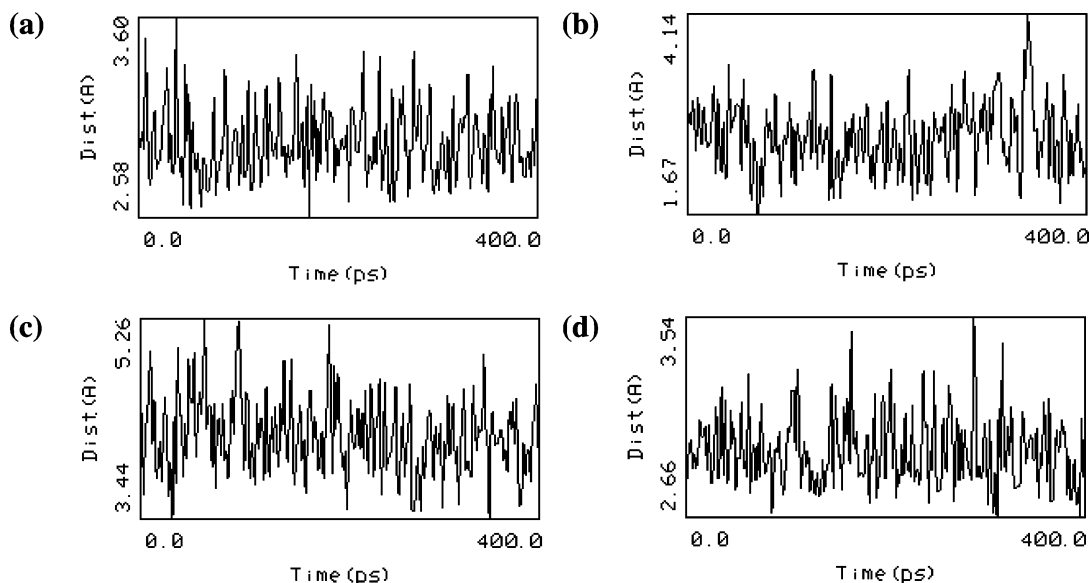 (a)
3.60
Dist(A)
2.58
0.0 400.0
Time(ps)
(b)
4.14
Dist(A)
1.67
0.0 400.0
Time(ps)
(c)
5.26
Dist(A)
3.44
0.0 400.0
Time(ps)
(d)
3.54
Dist(A)
2.66
0.0 400.0
Time(ps)